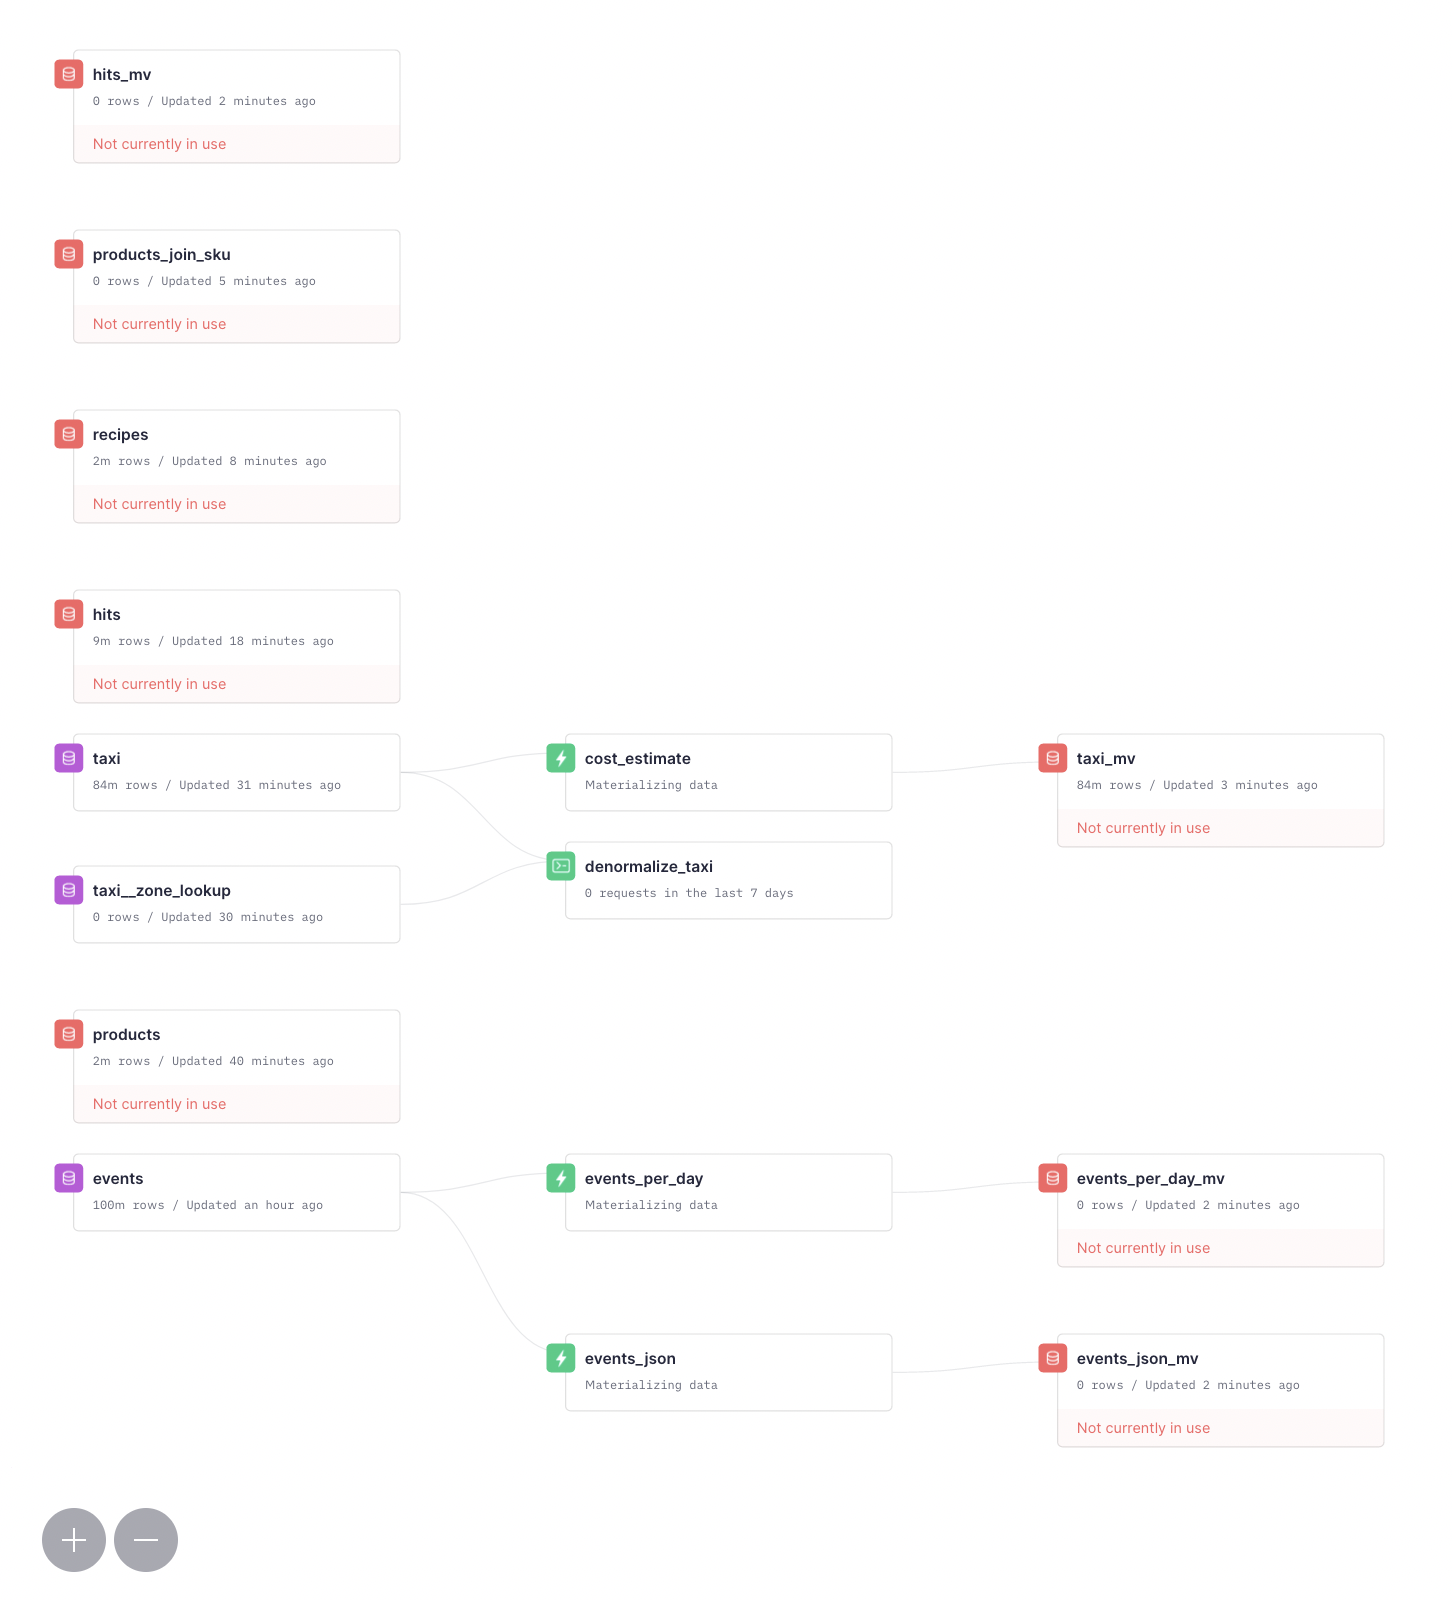 hits_mv
0 rows / Updated 2 minutes ago
Not currently in use
products_join_sku
0 rows / Updated 5 minutes ago
Not currently in use
recipes
2m rows / Updated 8 minutes ago
Not currently in use
hits
9m rows / Updated 18 minutes ago
Not currently in use
taxi
84m rows / Updated 31 minutes ago
cost_estimate
Materializing data
taxi_mv
84m rows / Updated 3 minutes ago
Not currently in use
denormalize_taxi
0 requests in the last 7 days
taxi__zone_lookup
0 rows / Updated 30 minutes ago
products
2m rows / Updated 40 minutes ago
Not currently in use
events
100m rows / Updated an hour ago
events_per_day
Materializing data
events_per_day_mv
0 rows / Updated 2 minutes ago
Not currently in use
events_json
Materializing data
events_json_mv
0 rows / Updated 2 minutes ago
Not currently in use